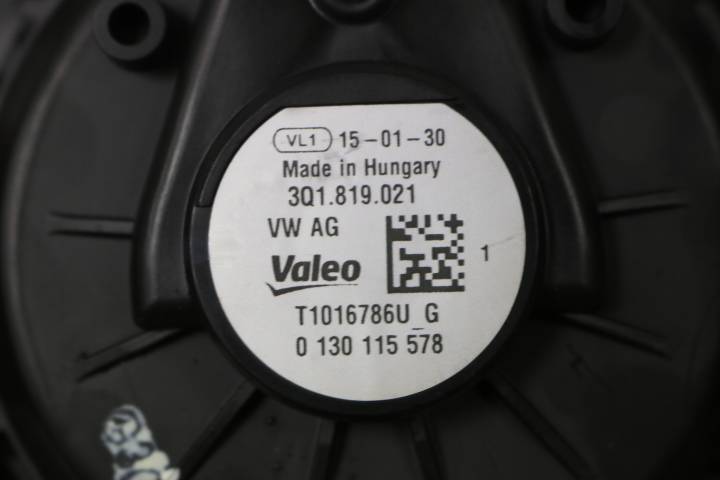 VL1 15-01-30
Made in Hungary
3Q1.819.021
VW AG
Valeo
1
T1016786U_G
0 130 115 578